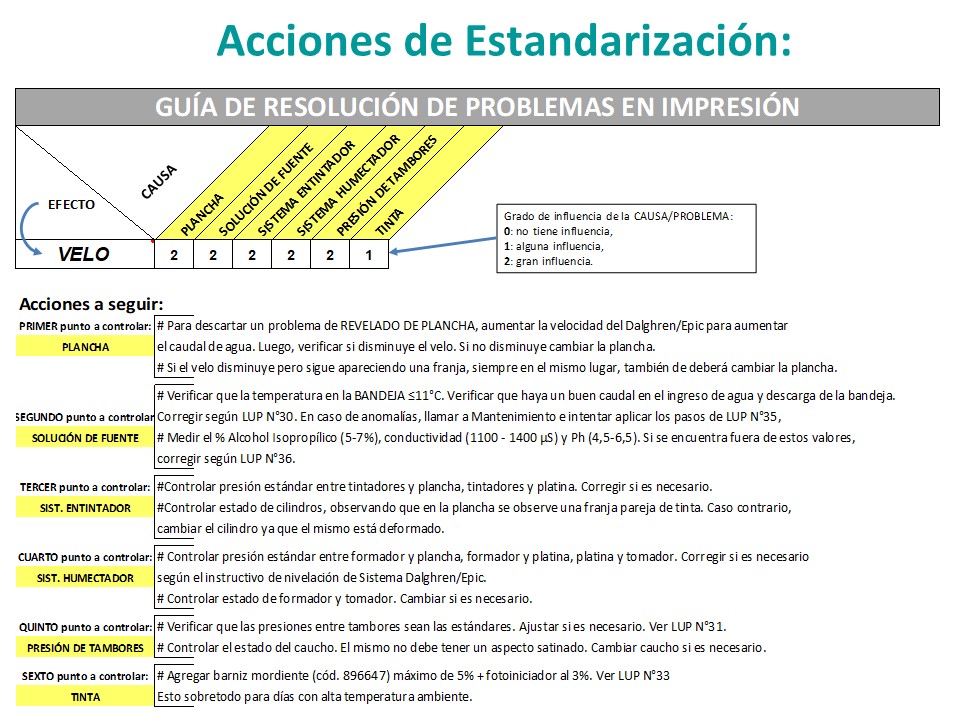 Acciones de Estandarización:
GUÍA DE RESOLUCIÓN DE PROBLEMAS EN IMPRESIÓN
CAUSA
EFECTO
PLANCHA
SOLUCIÓN DE FUENTE
SISTEMA ENTINTADOR
SISTEMA HUMECTADOR
PRESIÓN DE TAMBORES
TINTA
VELO 2 2 2 2 2 1
Grado de influencia de la CAUSA/PROBLEMA:
0: no tiene influencia,
1: alguna influencia,
2: gran influencia.
Acciones a seguir:
PRIMER punto a controlar: # Para descartar un problema de REVELADO DE PLANCHA, aumentar la velocidad del Dalghren/Epic para aumentar
PLANCHA el caudal de agua. Luego, verificar si disminuye el velo. Si no disminuye cambiar la plancha.
# Si el velo disminuye pero sigue apareciendo una franja, siempre en el mismo lugar, también de deberá cambiar la plancha.
# Verificar que la temperatura en la BANDEJA ≤11°C. Verificar que haya un buen caudal en el ingreso de agua y descarga de la bandeja.
SEGUNDO punto a controlar Corregir según LUP N°30. En caso de anomalías, llamar a Mantenimiento e intentar aplicar los pasos de LUP N°35,
SOLUCIÓN DE FUENTE # Medir el % Alcohol Isopropílico (5-7%), conductividad (1100 - 1400 µS) y Ph (4,5-6,5). Si se encuentra fuera de estos valores,
corregir según LUP N°36.
TERCER punto a controlar: #Controlar presión estándar entre tintadores y plancha, tintadores y platina. Corregir si es necesario.
SIST. ENTINTADOR #Controlar estado de cilindros, observando que en la plancha se observe una franja pareja de tinta. Caso contrario,
cambiar el cilindro ya que el mismo está deformado.
CUARTO punto a controlar: # Controlar presión estándar entre formador y plancha, formador y platina, platina y tomador. Corregir si es necesario
SIST. HUMECTADOR según el instructivo de nivelación de Sistema Dalghren/Epic.
# Controlar estado de formador y tomador. Cambiar si es necesario.
QUINTO punto a controlar: # Verificar que las presiones entre tambores sean las estándares. Ajustar si es necesario. Ver LUP N°31.
PRESIÓN DE TAMBORES # Controlar el estado del caucho. El mismo no debe tener un aspecto satinado. Cambiar caucho si es necesario.
SEXTO punto a controlar: # Agregar barniz mordiente (cód. 896647) máximo de 5% + fotoiniciador al 3%. Ver LUP N°33
TINTA Esto sobretodo para días con alta temperatura ambiente.